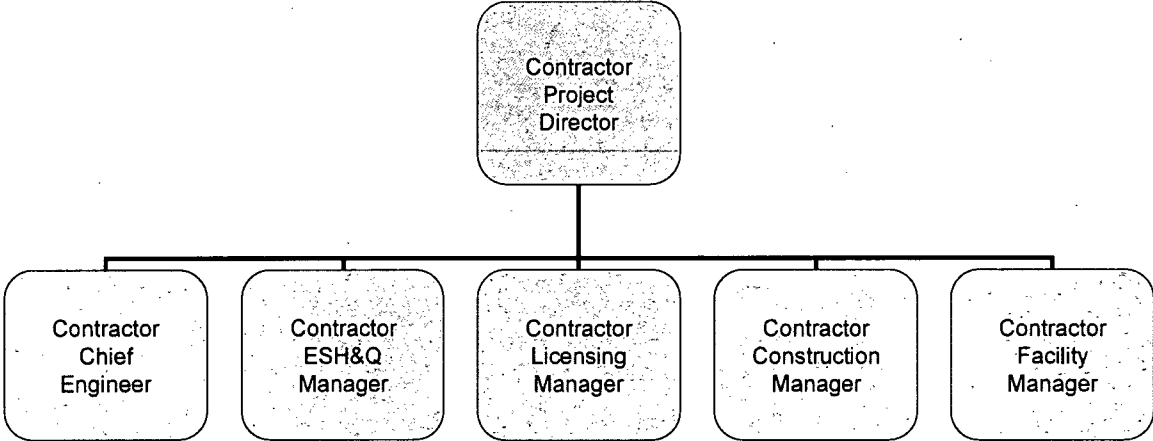 Contractor
Project
Director
Contractor
Chief
Engineer
Contractor
ESH&Q
Manager
Contractor
Licensing
Manager
Contractor
Construction
Manager
Contractor
Facility
Manager